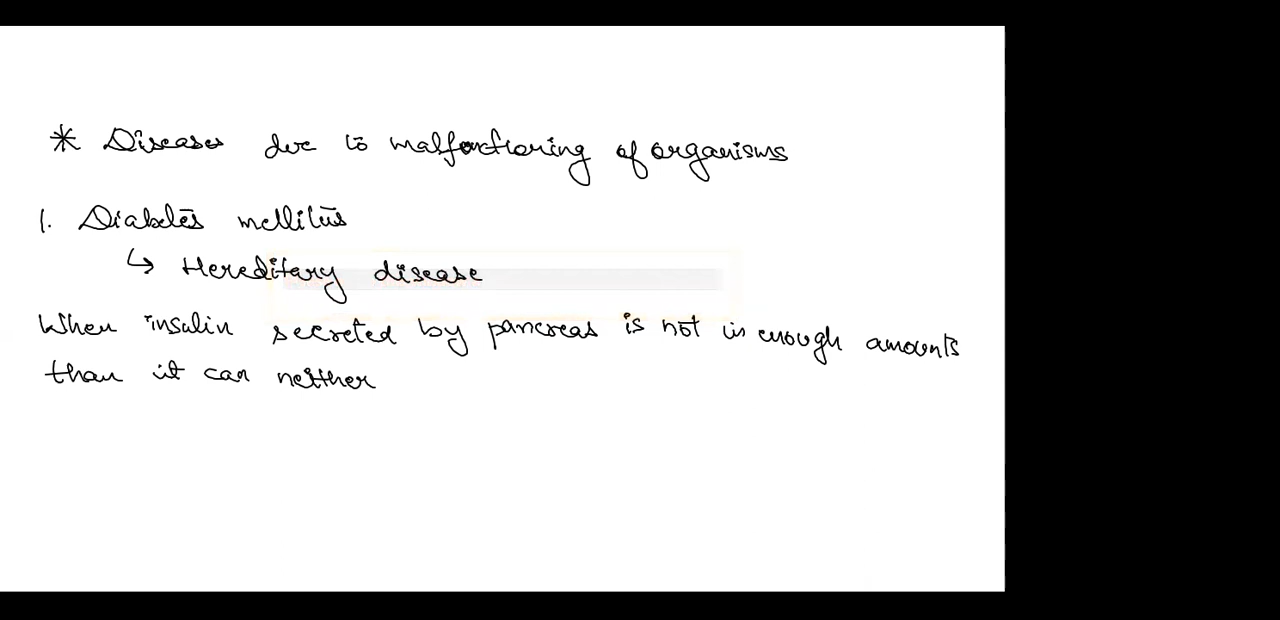 * Diseases due to malfunctioning of organisms
1. Diabetes mellitus
↳ Hereditary disease
When insulin secreted by pancreas is not in enough amounts
than it can neither